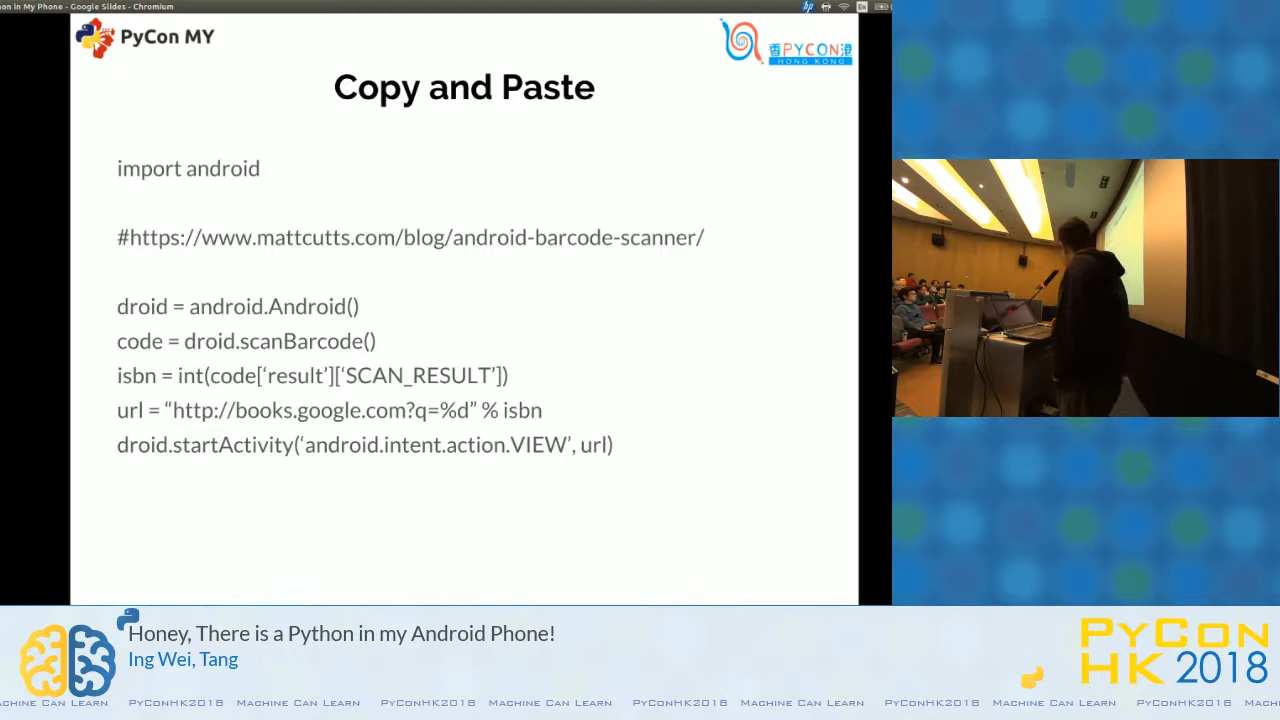 on In My Phone - Google Slides - Chromium
En
PyCon MY
香PYCON港
HONG KONG
Copy and Paste
import android
#https://www.mattcutts.com/blog/android-barcode-scanner/
droid = android.Android()
code = droid.scanBarcode()
isbn = int(code[‘result’][‘SCAN_RESULT’])
url = “http://books.google.com?q=%d” % isbn
droid.startActivity(‘android.intent.action.VIEW’, url)
Honey, There is a Python in my Android Phone!
Ing Wei, Tang
PyCon
HK 2018
achine Can Learn PyConHK2018 Machine Can Learn PyConHK2018 Machine Can Learn PyConHK2018 Machine Can Learn PyConHK2018 Machine Can Learn PyConHK2018 Mach